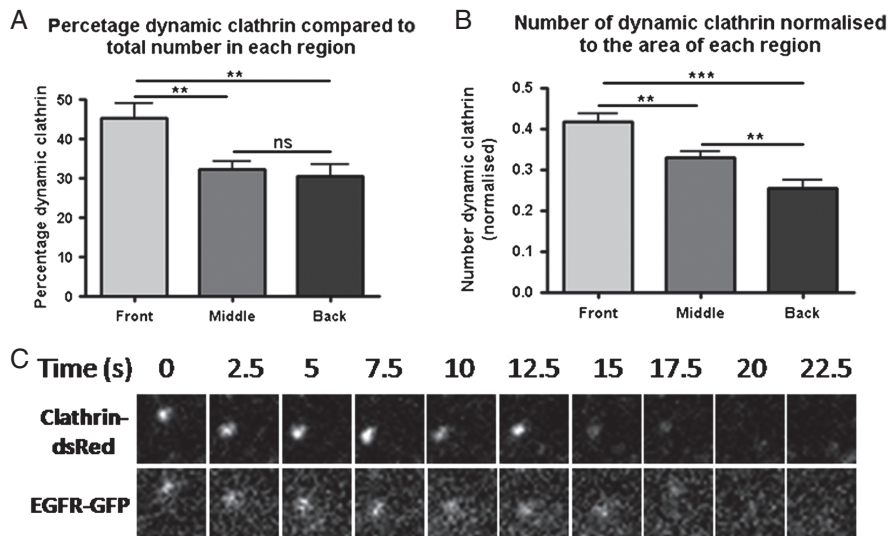 A
Percetage dynamic clathrin compared to
total number in each region
**
**
ns
Percentage dynamic clathrin
50
40
30
20
10
0
Front Middle Back
B
Number of dynamic clathrin normalised
to the area of each region
***
**
**
Number dynamic clathrin
(normalised)
0.5
0.4
0.3
0.2
0.1
0.0
Front Middle Back
C
Time (s) 0 2.5 5 7.5 10 12.5 15 17.5 20 22.5
Clathrin-
dsRed
EGFR-GFP